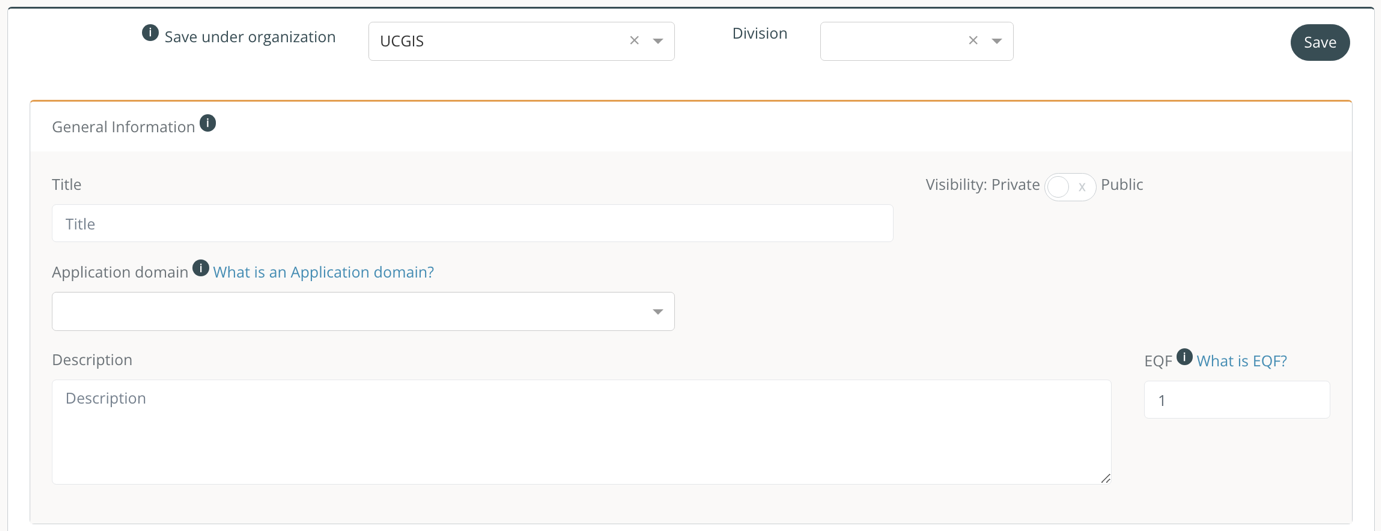 i Save under organization UCGIS × Division × Save
General Information i
Title Visibility: Private x Public
Title
Application domain i What is an Application domain?
Description EQF i What is EQF?
Description 1